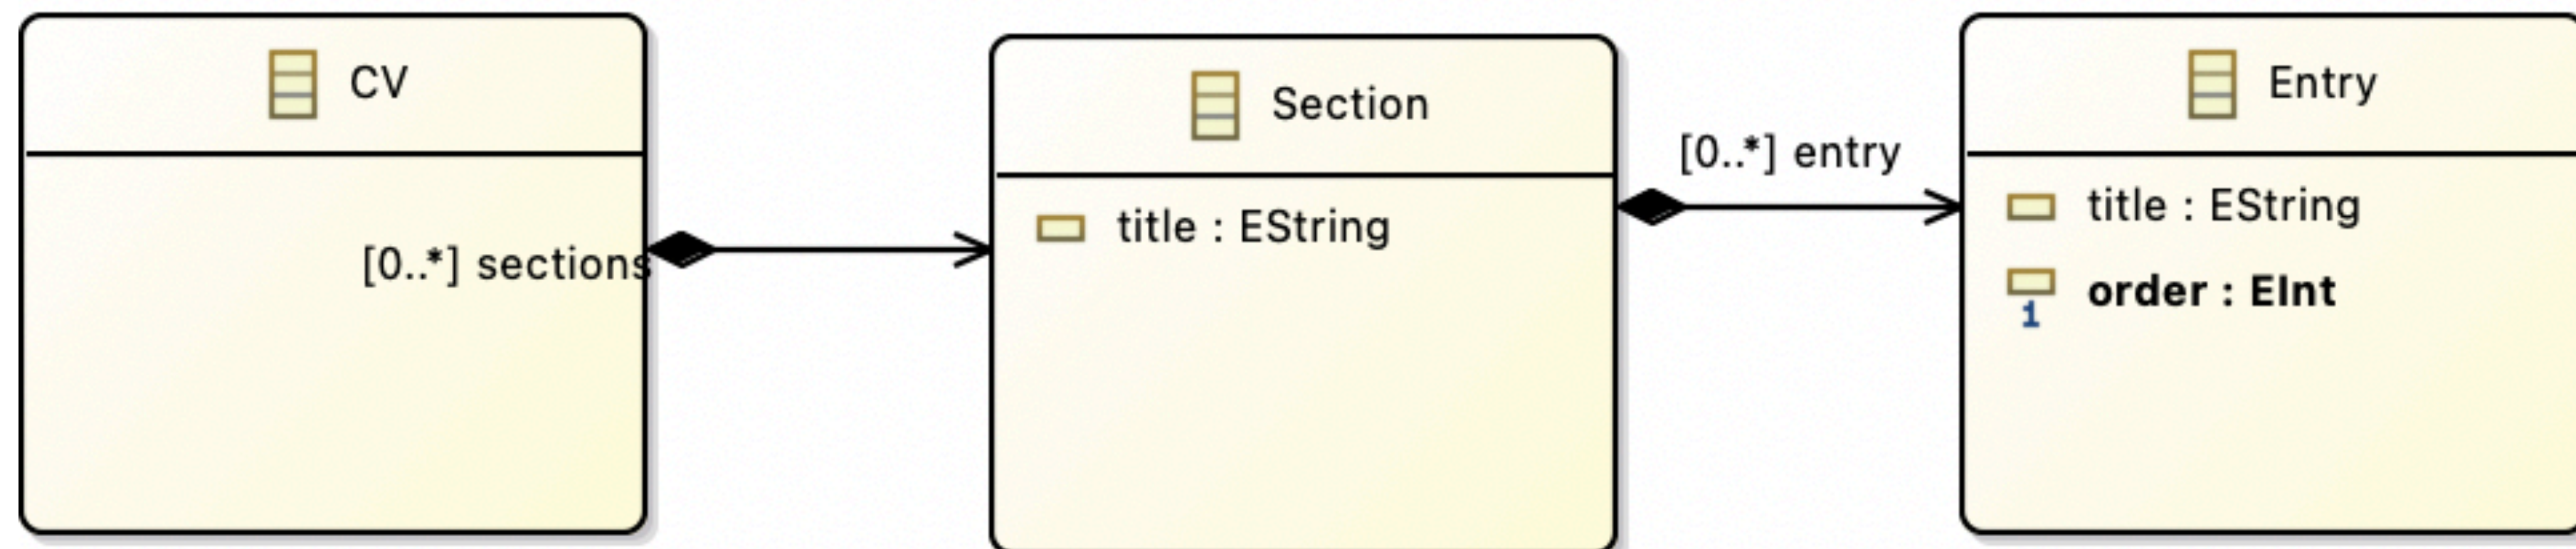 CV
[0..*] sections
Section
title : EString
[0..*] entry
Entry
title : EString
1
order : EInt